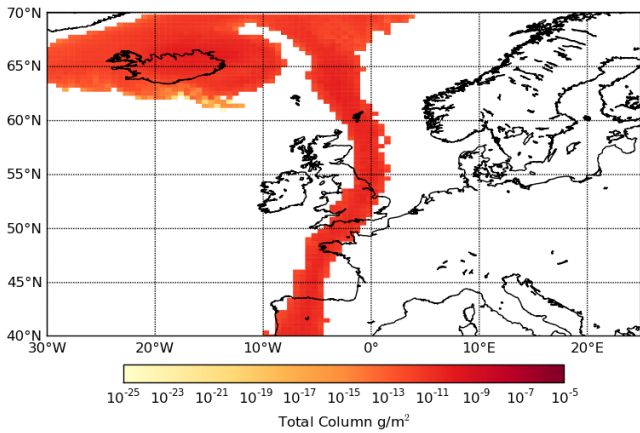 70°N
65°N
60°N
55°N
50°N
45°N
40°N
30°W 20°W 10°W 0° 10°E 20°E
10⁻²⁵ 10⁻²³ 10⁻²¹ 10⁻¹⁹ 10⁻¹⁷ 10⁻¹⁵ 10⁻¹³ 10⁻¹¹ 10⁻⁹ 10⁻⁷ 10⁻⁵
Total Column g/m²